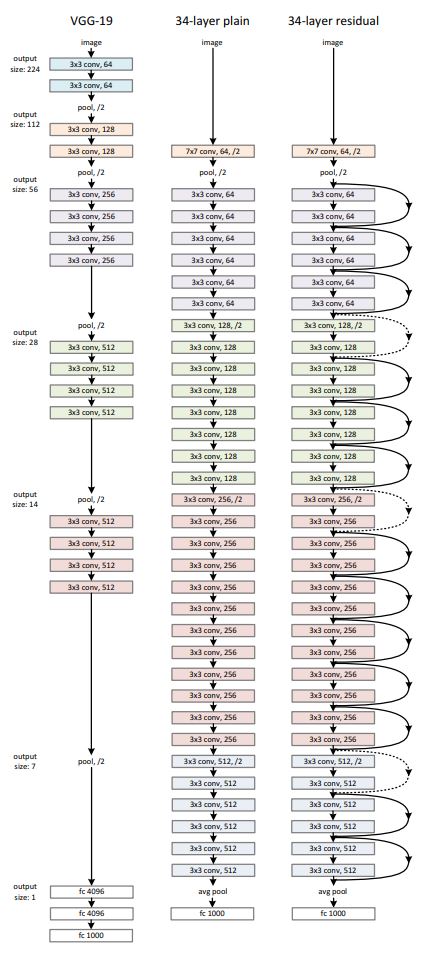 VGG-19
image
output
size: 224
3x3 conv, 64
3x3 conv, 64
pool, /2
output
size: 112
3x3 conv, 128
3x3 conv, 128
pool, /2
output
size: 56
3x3 conv, 256
3x3 conv, 256
3x3 conv, 256
3x3 conv, 256
pool, /2
output
size: 28
3x3 conv, 512
3x3 conv, 512
3x3 conv, 512
3x3 conv, 512
output
size: 14
pool, /2
3x3 conv, 512
3x3 conv, 512
3x3 conv, 512
3x3 conv, 512
output
size: 7
pool, /2
output
size: 1
fc 4096
fc 4096
fc 1000
34-layer plain
image
7x7 conv, 64, /2
pool, /2
3x3 conv, 64
3x3 conv, 64
3x3 conv, 64
3x3 conv, 64
3x3 conv, 64
3x3 conv, 64
3x3 conv, 128, /2
3x3 conv, 128
3x3 conv, 128
3x3 conv, 128
3x3 conv, 128
3x3 conv, 128
3x3 conv, 128
3x3 conv, 128
3x3 conv, 256, /2
3x3 conv, 256
3x3 conv, 256
3x3 conv, 256
3x3 conv, 256
3x3 conv, 256
3x3 conv, 256
3x3 conv, 256
3x3 conv, 256
3x3 conv, 256
3x3 conv, 256
3x3 conv, 256
3x3 conv, 512, /2
3x3 conv, 512
3x3 conv, 512
3x3 conv, 512
3x3 conv, 512
3x3 conv, 512
avg pool
fc 1000
34-layer residual
image
7x7 conv, 64, /2
pool, /2
3x3 conv, 64
3x3 conv, 64
3x3 conv, 64
3x3 conv, 64
3x3 conv, 64
3x3 conv, 64
3x3 conv, 128, /2
3x3 conv, 128
3x3 conv, 128
3x3 conv, 128
3x3 conv, 128
3x3 conv, 128
3x3 conv, 128
3x3 conv, 128
3x3 conv, 256, /2
3x3 conv, 256
3x3 conv, 256
3x3 conv, 256
3x3 conv, 256
3x3 conv, 256
3x3 conv, 256
3x3 conv, 256
3x3 conv, 256
3x3 conv, 256
3x3 conv, 256
3x3 conv, 256
3x3 conv, 512, /2
3x3 conv, 512
3x3 conv, 512
3x3 conv, 512
3x3 conv, 512
3x3 conv, 512
avg pool
fc 1000